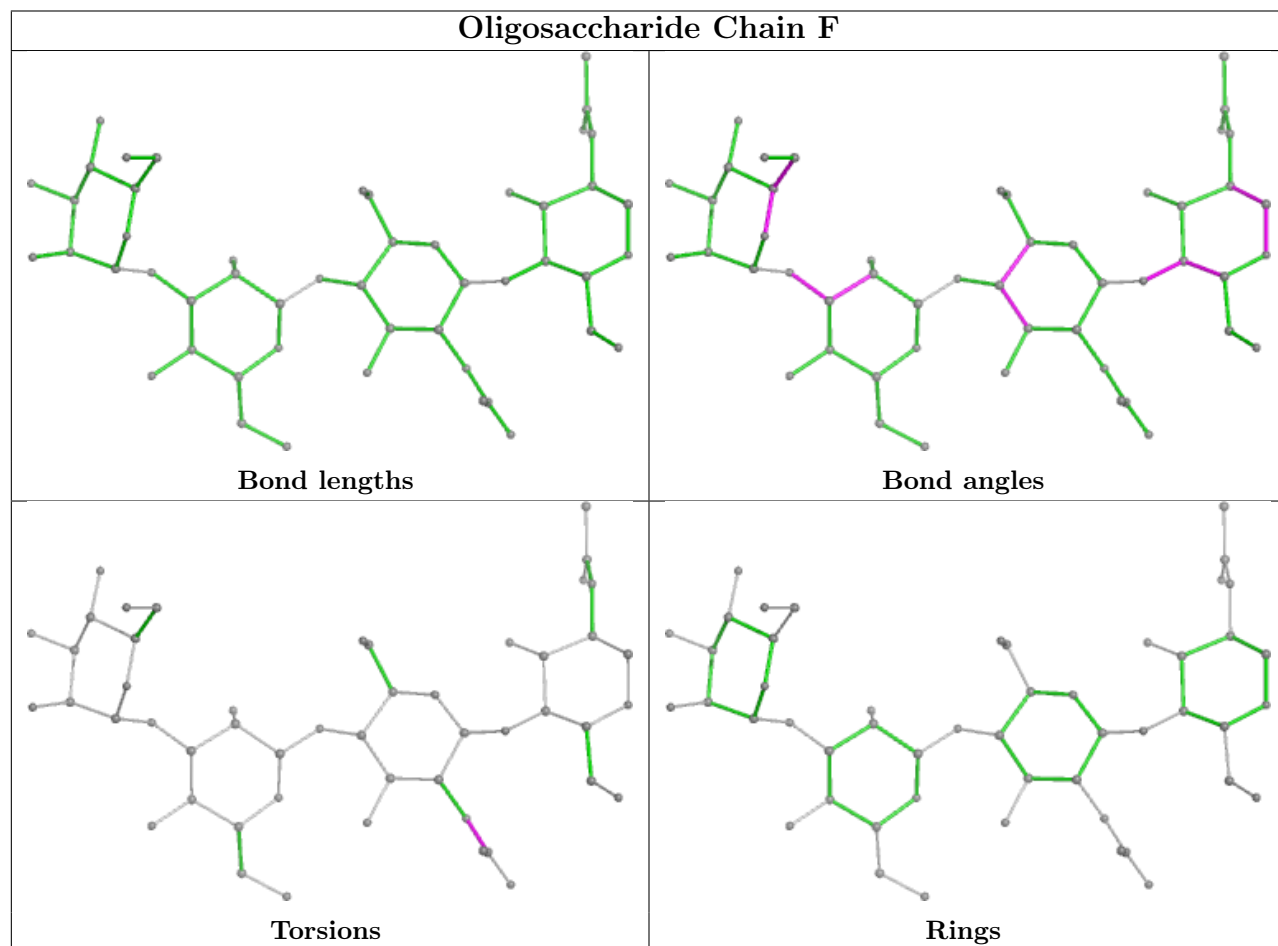 Oligosaccharide Chain F
Bond lengths
Bond angles
Torsions
Rings